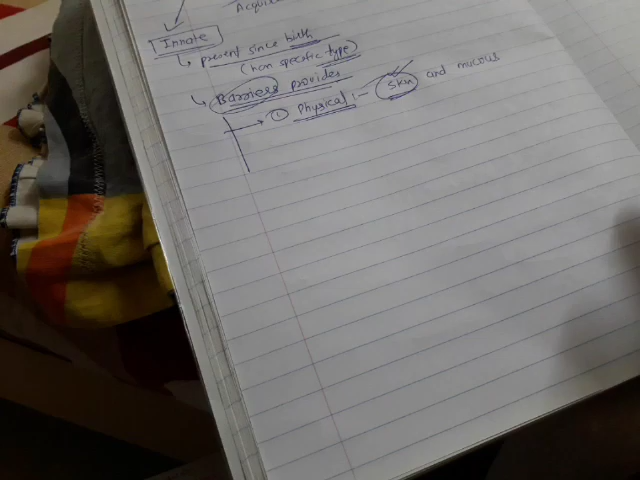 Innate
↳ present since birth
(non specific type)
↳ Barriers provides
→ ① Physical :- Skin and mucous